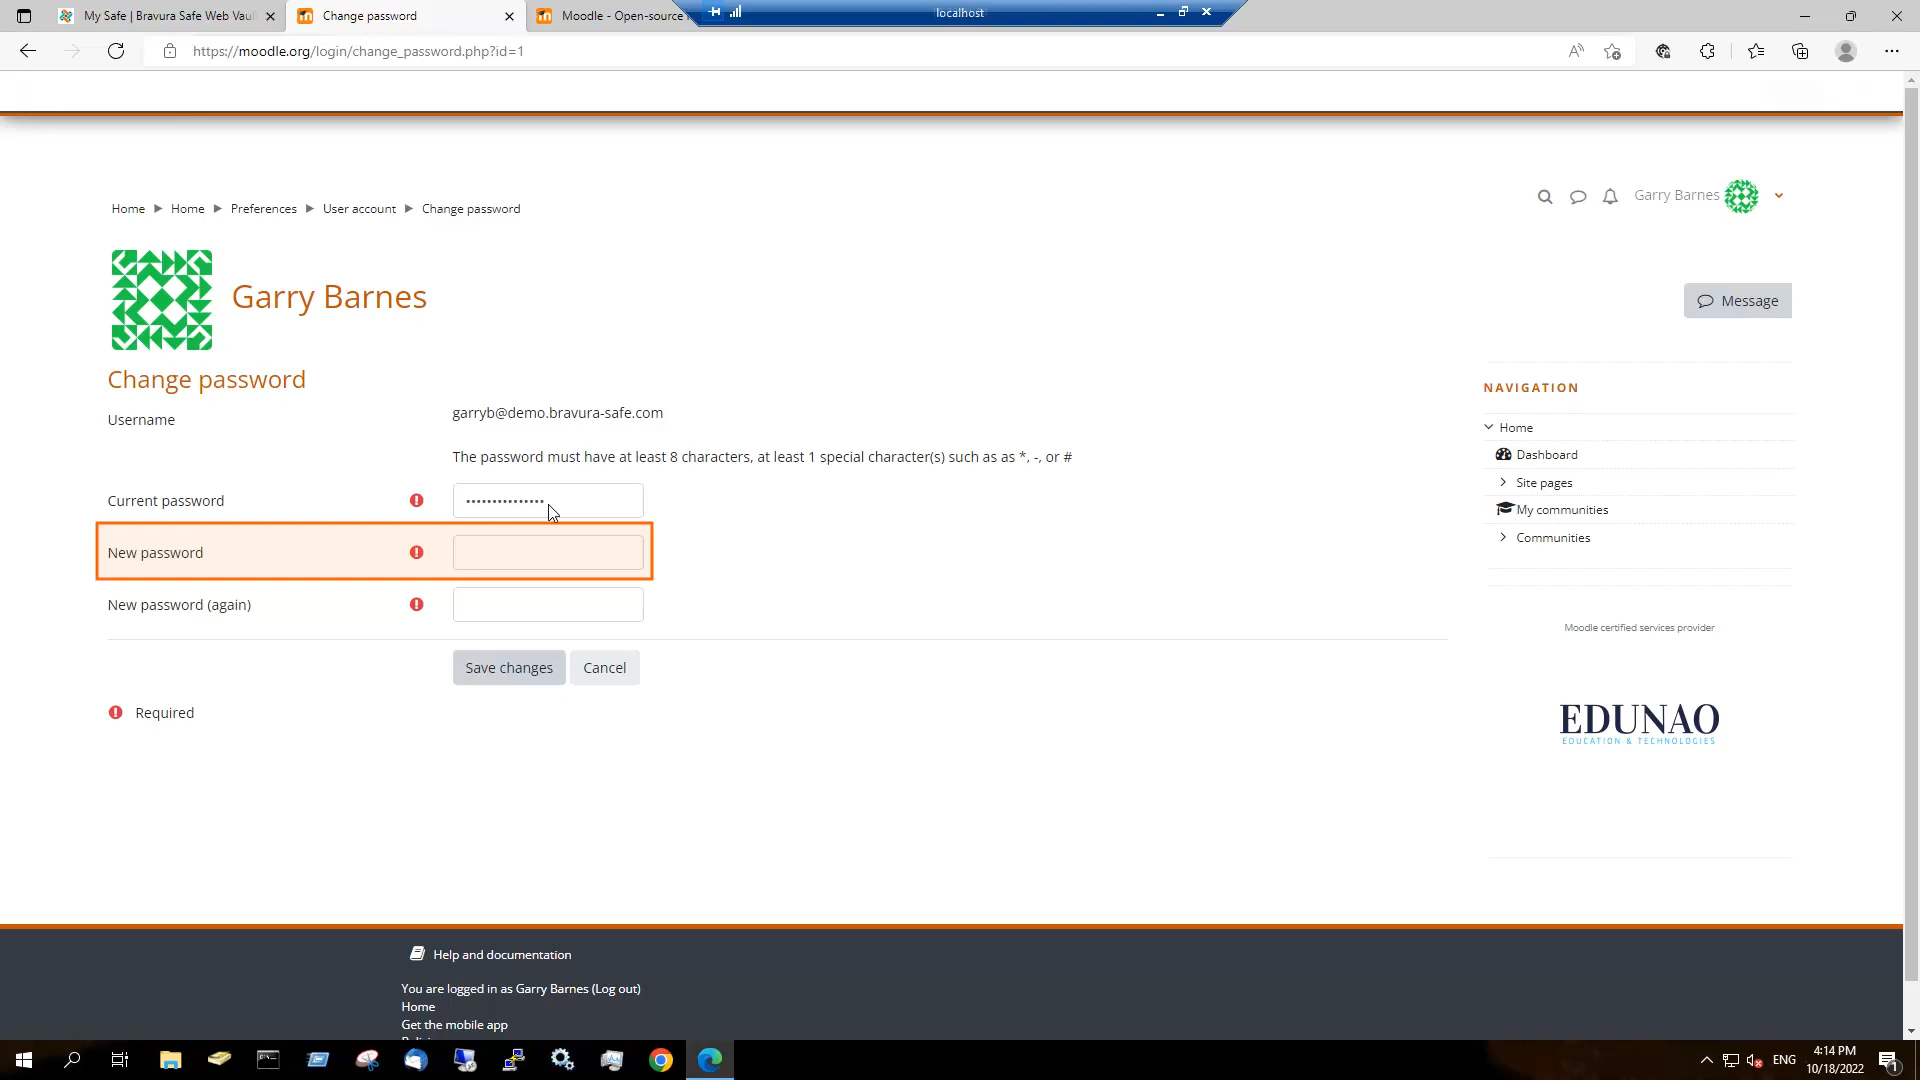 My Safe | Bravura Safe Web Vaul
Change password
Moodle - Open-source
localhost
https://moodle.org/login/change_password.php?id=1
Home ► Home ► Preferences ► User account ► Change password
Garry Barnes
Garry Barnes
Message
Change password
NAVIGATION
Username
garryb@demo.bravura-safe.com
Home
Dashboard
The password must have at least 8 characters, at least 1 special character(s) such as as *, -, or #
Site pages
Current password
•••••••••••••••
My communities
Communities
New password
New password (again)
Moodle certified services provider
Save changes
Cancel
Required
EDUNAO
EDUCATION & TECHNOLOGIES
Help and documentation
You are logged in as Garry Barnes (Log out)
Home
Get the mobile app
ENG
4:14 PM
10/18/2022
1